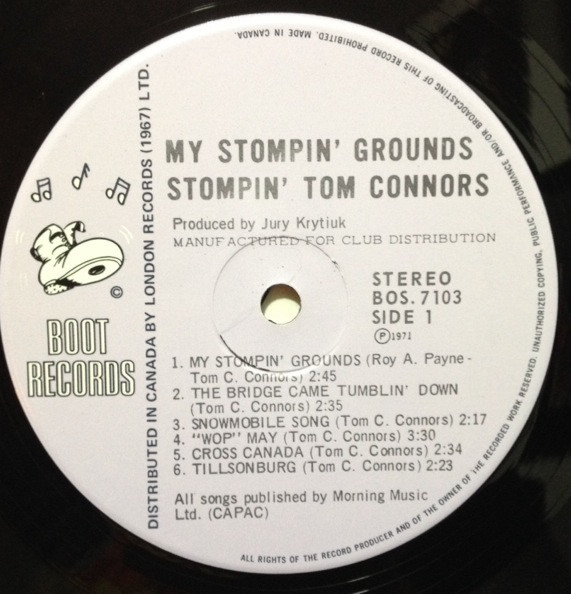 MY STOMPIN' GROUNDS
STOMPIN' TOM CONNORS
Produced by Jury Krytiuk
MANUFACTURED FOR CLUB DISTRIBUTION
STEREO
BOS. 7103
SIDE 1
Ⓟ1971
©
BOOT
RECORDS
DISTRIBUTED IN CANADA BY LONDON RECORDS (1967) LTD.
1. MY STOMPIN' GROUNDS (Roy A. Payne -
Tom C. Connors) 2:45
2. THE BRIDGE CAME TUMBLIN' DOWN
(Tom C. Connors) 2:35
3. SNOWMOBILE SONG (Tom C. Connors) 2:17
4. "WOP" MAY (Tom C. Connors) 3:30
5. CROSS CANADA (Tom C. Connors) 2:34
6. TILLSONBURG (Tom C. Connors) 2:23
All songs published by Morning Music
Ltd. (CAPAC)
ALL RIGHTS OF THE RECORD PRODUCER AND OF THE OWNER OF THE RECORDED WORK RESERVED. UNAUTHORIZED COPYING, PUBLIC PERFORMANCE AND/OR BROADCASTING OF THIS RECORD PROHIBITED. MADE IN CANADA.